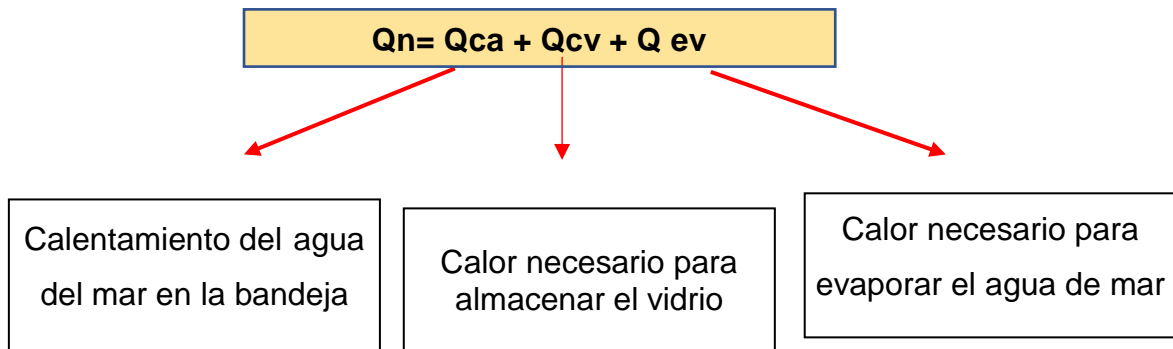 Qn= Qca + Qcv + Q ev
Calentamiento del agua
del mar en la bandeja
Calor necesario para
almacenar el vidrio
Calor necesario para
evaporar el agua de mar